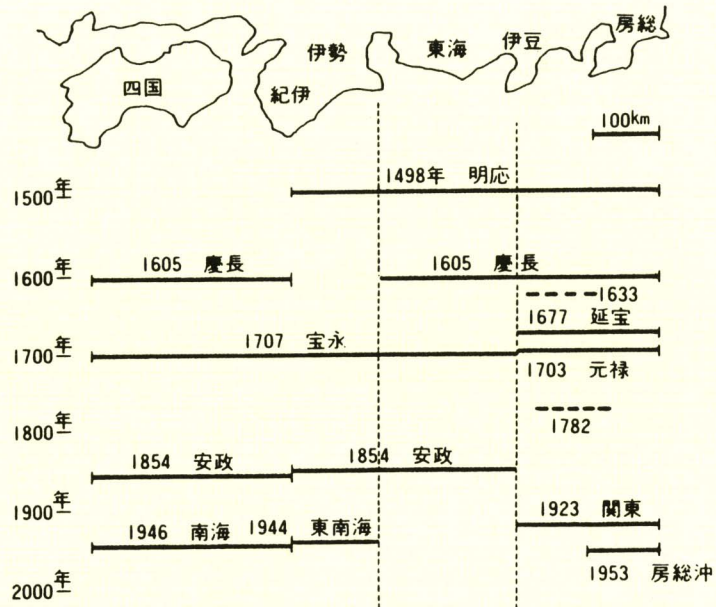 房総
伊勢 東海 伊豆
四国 紀伊
100km
1498年 明応
1500年
1605 慶長 1605 慶長
1600年
1633
1677 延宝
1707 宝永
1700年
1703 元禄
1782
1800年
1854 安政 1854 安政
1900年
1923 関東
1946 南海 1944 東南海
1953 房総沖
2000年